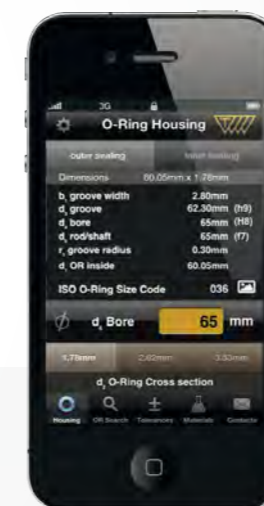 3G
O-Ring Housing
outer sealing inner sealing
Dimensions 60.05mm x 1.78mm
b, groove width 2.80mm
d, groove 62.30mm (h9)
d, bore 65mm (H8)
d, rod/shaft 65mm (f7)
r, groove radius 0.30mm
d, OR inside 60.05mm
ISO O-Ring Size Code 036
d, Bore 65 mm
1.78mm 2.62mm 3.53mm
d, O-Ring Cross section
Housing OR Search Tolerances Materials Contacts